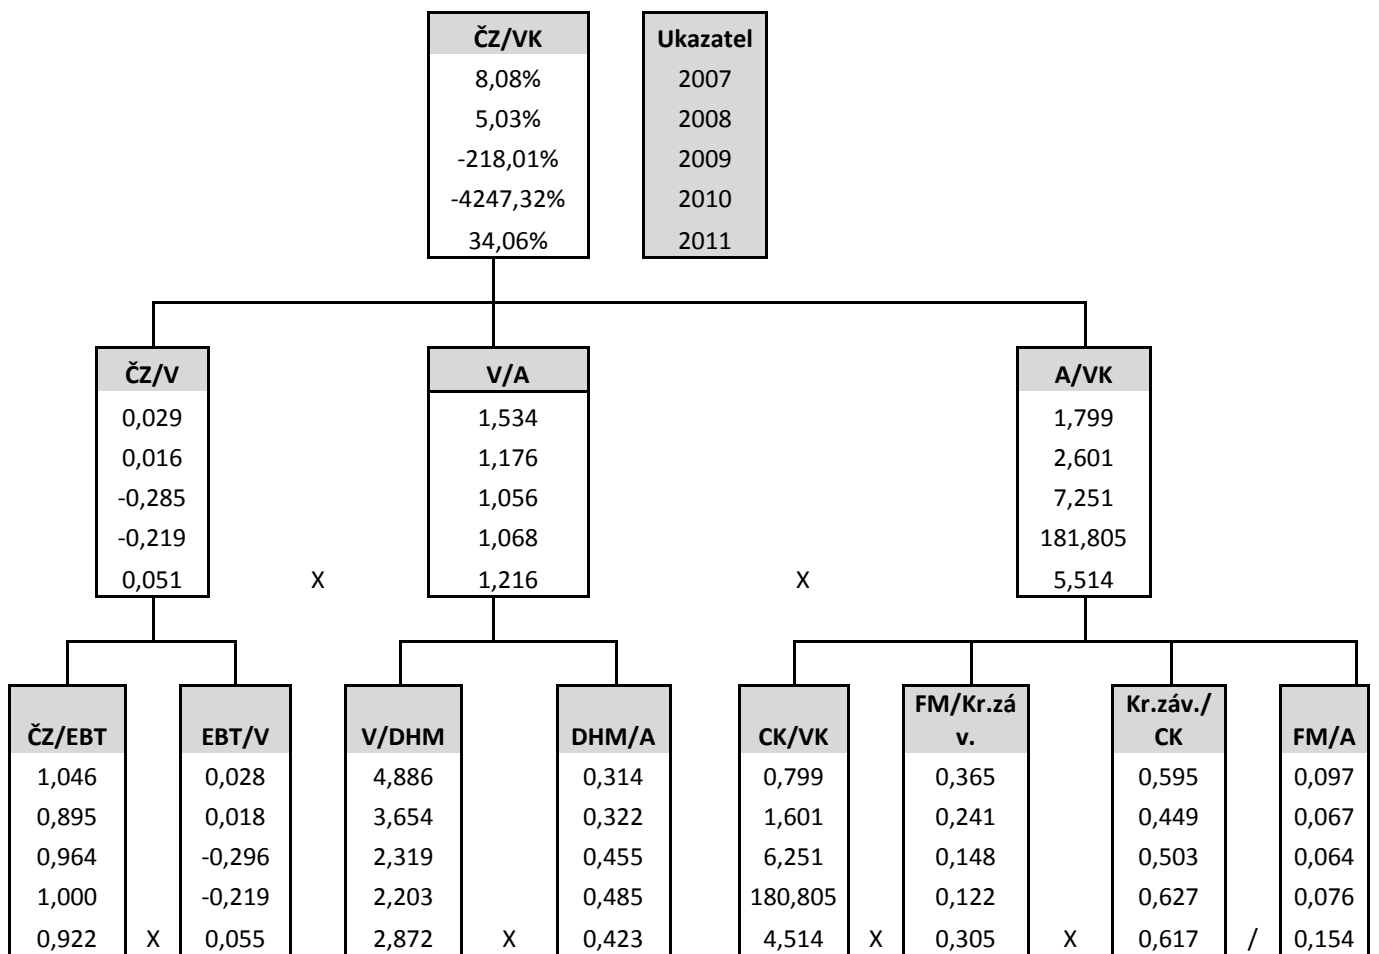 ČZ/VK Ukazatel
8,08% 2007
5,03% 2008
-218,01% 2009
-4247,32% 2010
34,06% 2011
ČZ/V V/A A/VK
0,029 1,534 1,799
0,016 1,176 2,601
-0,285 1,056 7,251
-0,219 1,068 181,805
0,051 X 1,216 X 5,514
FM/Kr.zá Kr.záv./
ČZ/EBT EBT/V V/DHM DHM/A CK/VK v. CK FM/A
1,046 0,028 4,886 0,314 0,799 0,365 0,595 0,097
0,895 0,018 3,654 0,322 1,601 0,241 0,449 0,067
0,964 -0,296 2,319 0,455 6,251 0,148 0,503 0,064
1,000 -0,219 2,203 0,485 180,805 0,122 0,627 0,076
0,922 X 0,055 2,872 X 0,423 4,514 X 0,305 X 0,617 / 0,154